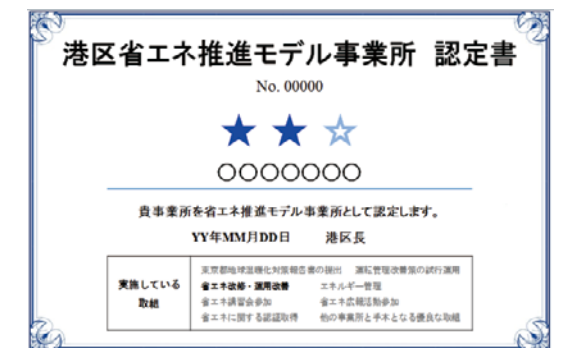 港区省エネ推進モデル事業所 認定書
No. 00000
★ ★ ☆
○○○○○○○
貴事業所を省エネ推進モデル事業所として認定します。
YY年MM月DD日 港区長
実施している取組
東京都地球温暖化対策報告書の提出 運転管理改善策の試行運用
省エネ改修・運用改善 エネルギー管理
省エネ講習会参加 省エネ広報活動参加
省エネに関する認証取得 他の事業所と手本となる優良な取組